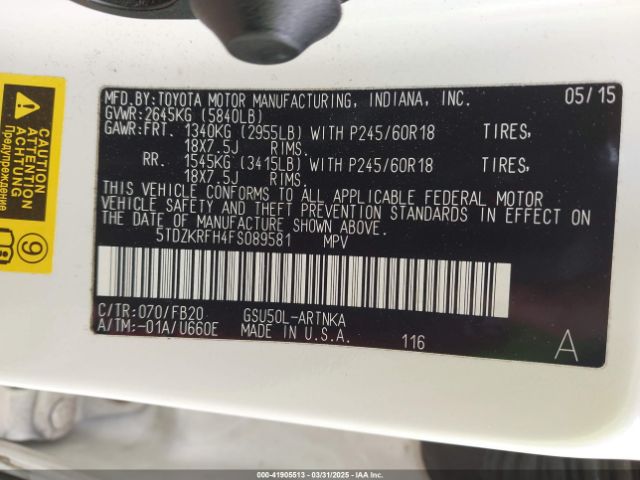 MFD.BY:TOYOTA MOTOR MANUFACTURING, INDIANA, INC. 05/15
GVWR:2645KG (5840LB)
GAWR:FRT. 1340KG (2955LB) WITH P245/60R18 TIRES,
18X7.5J RIMS.
RR. 1545KG (3415LB) WITH P245/60R18 TIRES,
18X7.5J RIMS.
THIS VEHICLE CONFORMS TO ALL APPLICABLE FEDERAL MOTOR
VEHICLE SAFETY AND THEFT PREVENTION STANDARDS IN EFFECT ON
THE DATE OF MANUFACTURE SHOWN ABOVE.
5TDZKRFH4FS089581 MPV
C/TR:070/FB20 GSU50L-ARTNKA
A/TM:-01A/U660E MADE IN U.S.A. 116 A
CAUTION
ATTENTION
ATENCION
9
000-41905513 - 03/31/2025 - IAAI.com